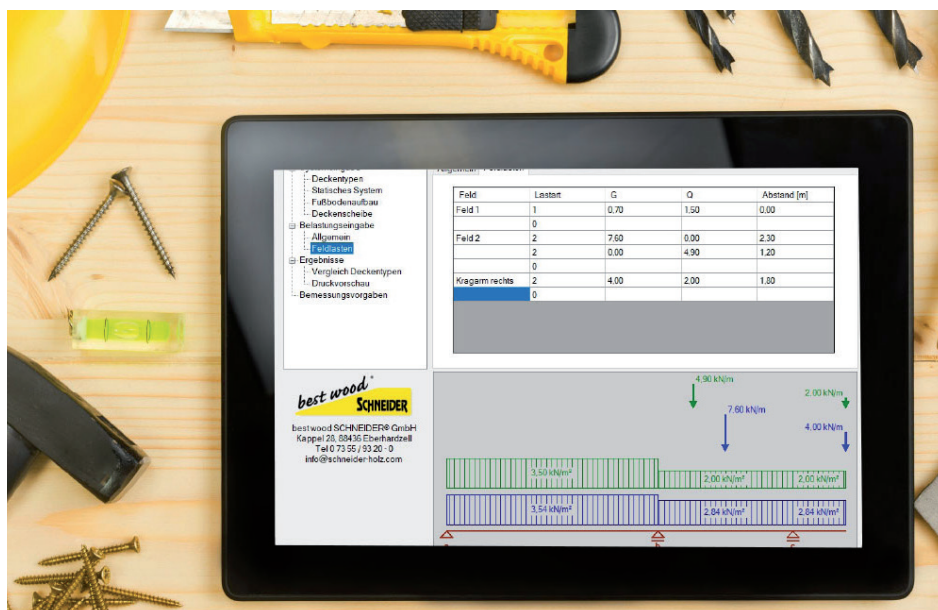 Deckentypen
Statisches System
Fußbodenaufbau
Deckenscheibe
Belastungseingabe
Allgemein
Feldlasten
Ergebnisse
Vergleich Deckentypen
Druckvorschau
Bemessungsvorgaben
Feld Lastart G Q Abstand [m]
Feld 1 1 0,70 1,50 0,00
0
Feld 2 2 7,60 0,00 2,30
2 0,00 4,90 1,20
0
Kragarm rechts 2 4,00 2,00 1,80
0
best wood
SCHNEIDER
best wood SCHNEIDER® GmbH
Kappel 28, 88436 Eberhardzell
Tel 0 73 55 / 93 20 - 0
info@schneider-holz.com
4,90 kN/m
2,00 kN/m
7,60 kN/m
4,00 kN/m
3,50 kN/m² 2,00 kN/m² 2,00 kN/m²
3,54 kN/m² 2,84 kN/m² 2,84 kN/m²